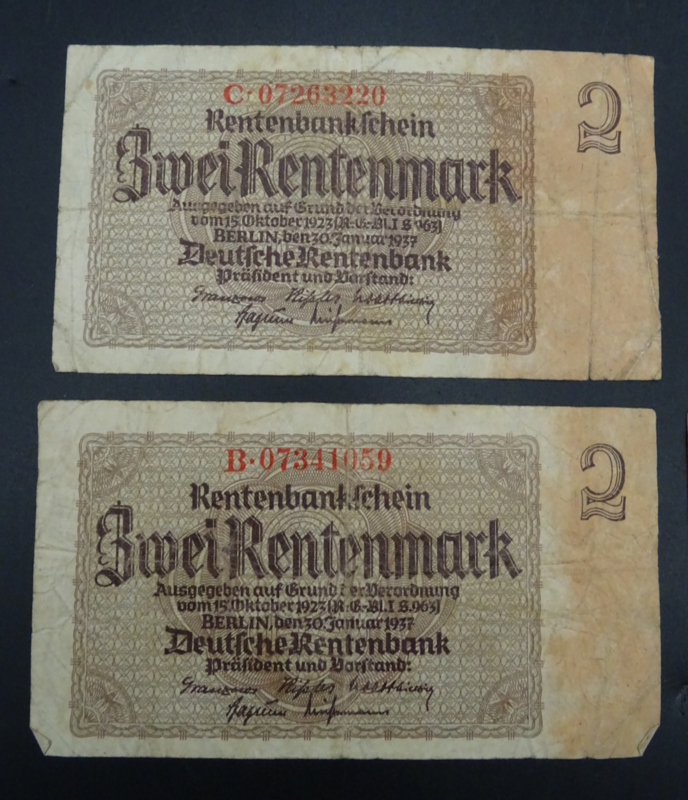 C·07263220
Rentenbankschein
Zwei Rentenmark
2
Ausgegeben auf Grund der Verordnung
vom 15. Oktober 1923 (R-G-Bl. I S 963)
BERLIN, den 30. Januar 1937
Deutsche Rentenbank
Präsident und Vorstand:
B·07341059
Rentenbankschein
Zwei Rentenmark
2
Ausgegeben auf Grund der Verordnung
vom 15. Oktober 1923 (R-G-Bl. I S. 963)
BERLIN, den 30. Januar 1937
Deutsche Rentenbank
Präsident und Vorstand: